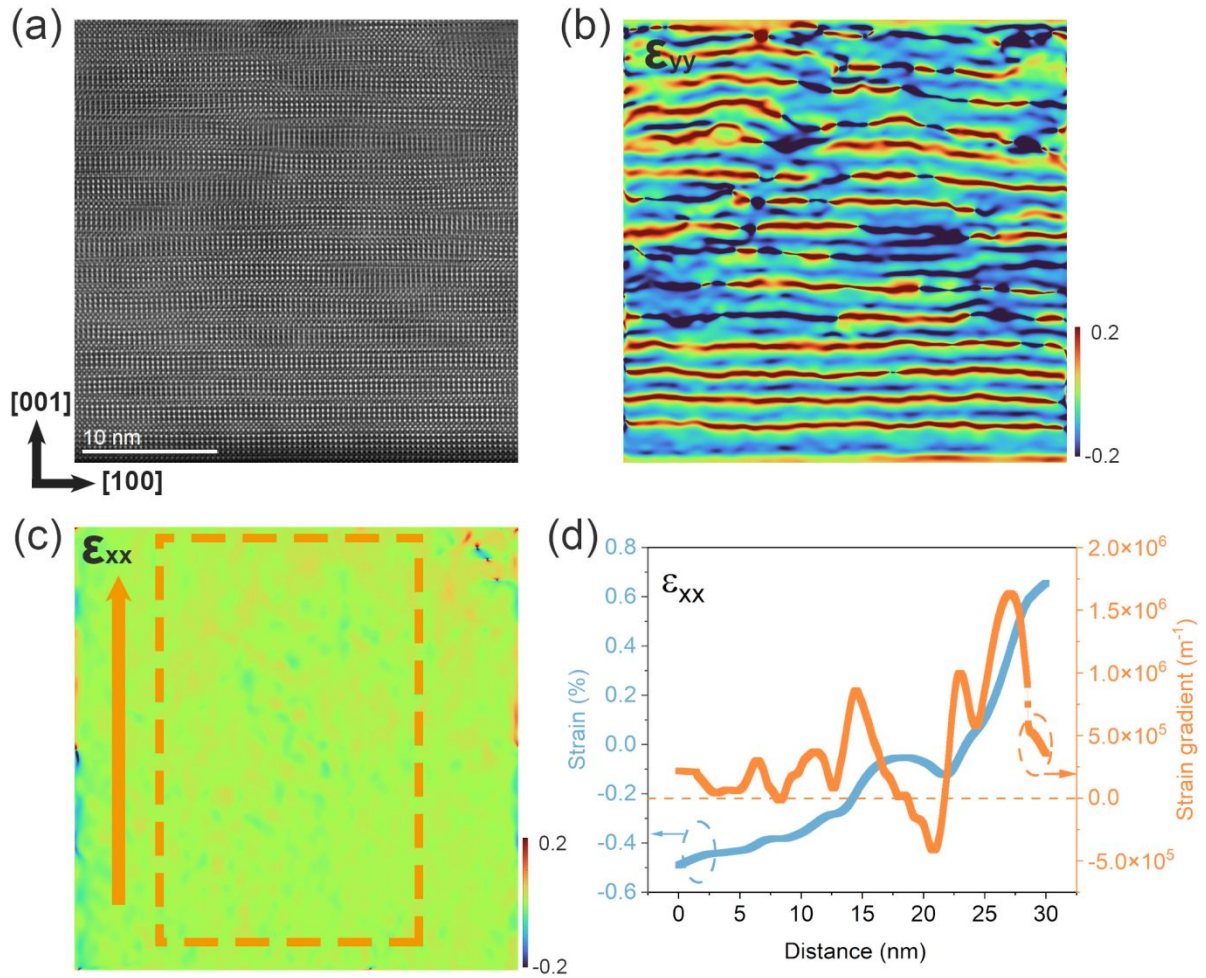 (a)
[001]
10 nm
[100]
(b)
εyy
0.2
-0.2
(c)
εxx
0.2
-0.2
(d)
εxx
Strain (%)
0.8
0.6
0.4
0.2
0.0
-0.2
-0.4
-0.6
0 5 10 15 20 25 30
Distance (nm)
2.0×10⁶
1.5×10⁶
1.0×10⁶
5.0×10⁵
0.0
-5.0×10⁵
Strain gradient (m⁻¹)